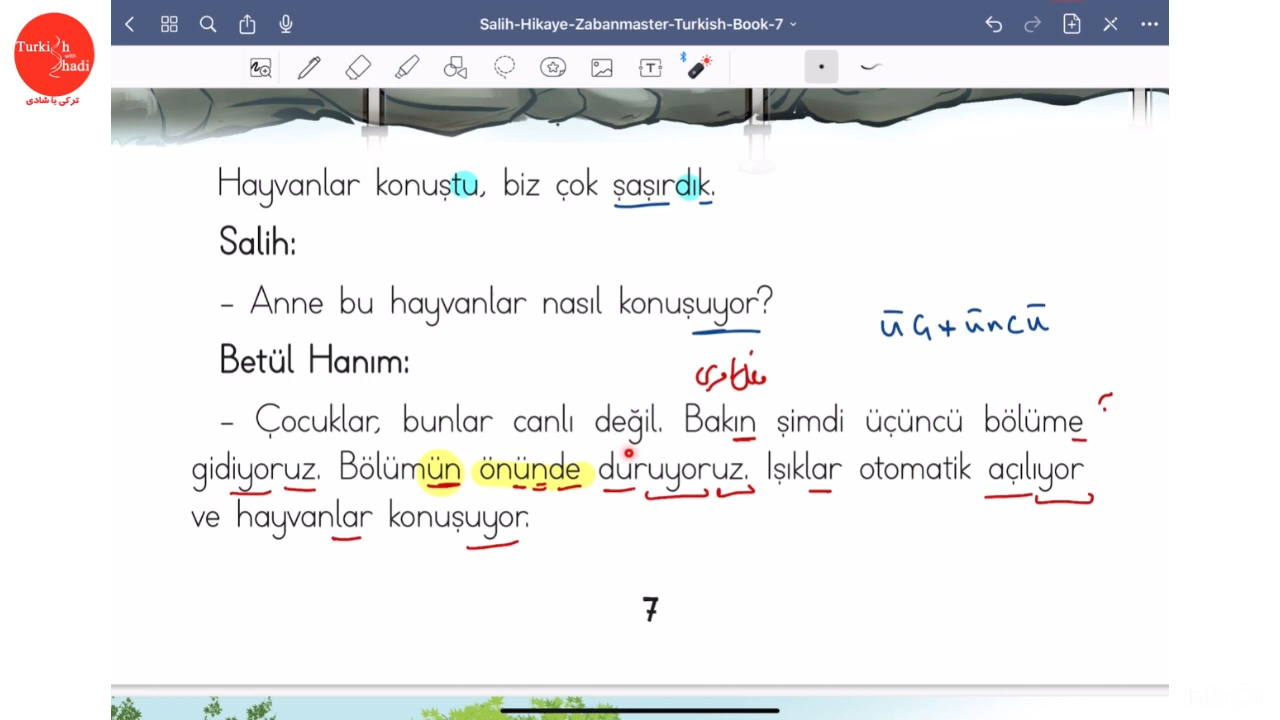 Turkish
with
Shadi
ترکی با شادی
Salih-Hikaye-Zabanmaster-Turkish-Book-7
Hayvanlar konuştu, biz çok şaşırdık.
Salih:
- Anne bu hayvanlar nasıl konuşuyor?
üç+üncü
Betül Hanım:
- Çocuklar, bunlar canlı değil. Bakın şimdi üçüncü bölüme
gidiyoruz. Bölümün önünde duruyoruz. Işıklar otomatik açılıyor
ve hayvanlar konuşuyor.
7